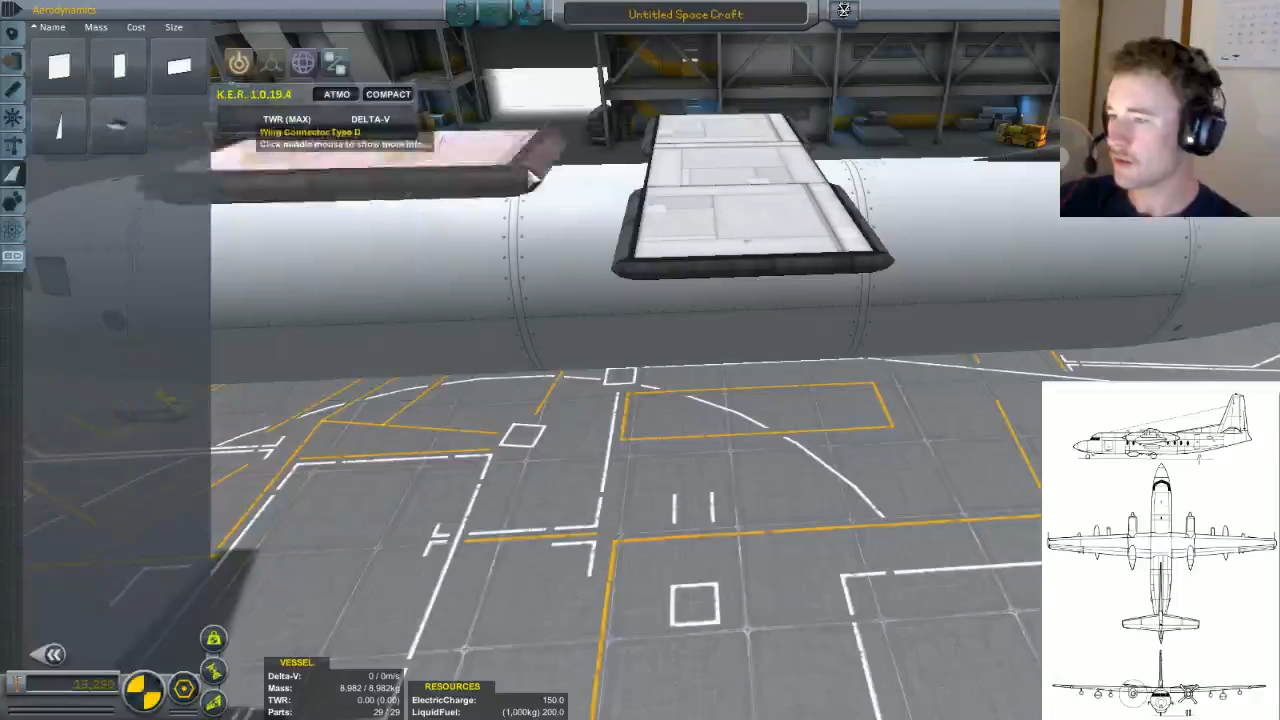 Aerodynamics
Untitled Space Craft
Name Mass Cost Size
K.E.R. 1.0.19.4 ATMO COMPACT
TWR (MAX) DELTA-V
Wing Connector Type D
Click middle mouse to show more info
VESSEL
Delta-V: 0 / 0m/s
Mass: 8,982 / 8,982kg
TWR: 0.00 (0.00)
Parts: 29 / 29
RESOURCES
ElectricCharge: 150.0
LiquidFuel: (1,000kg) 200.0